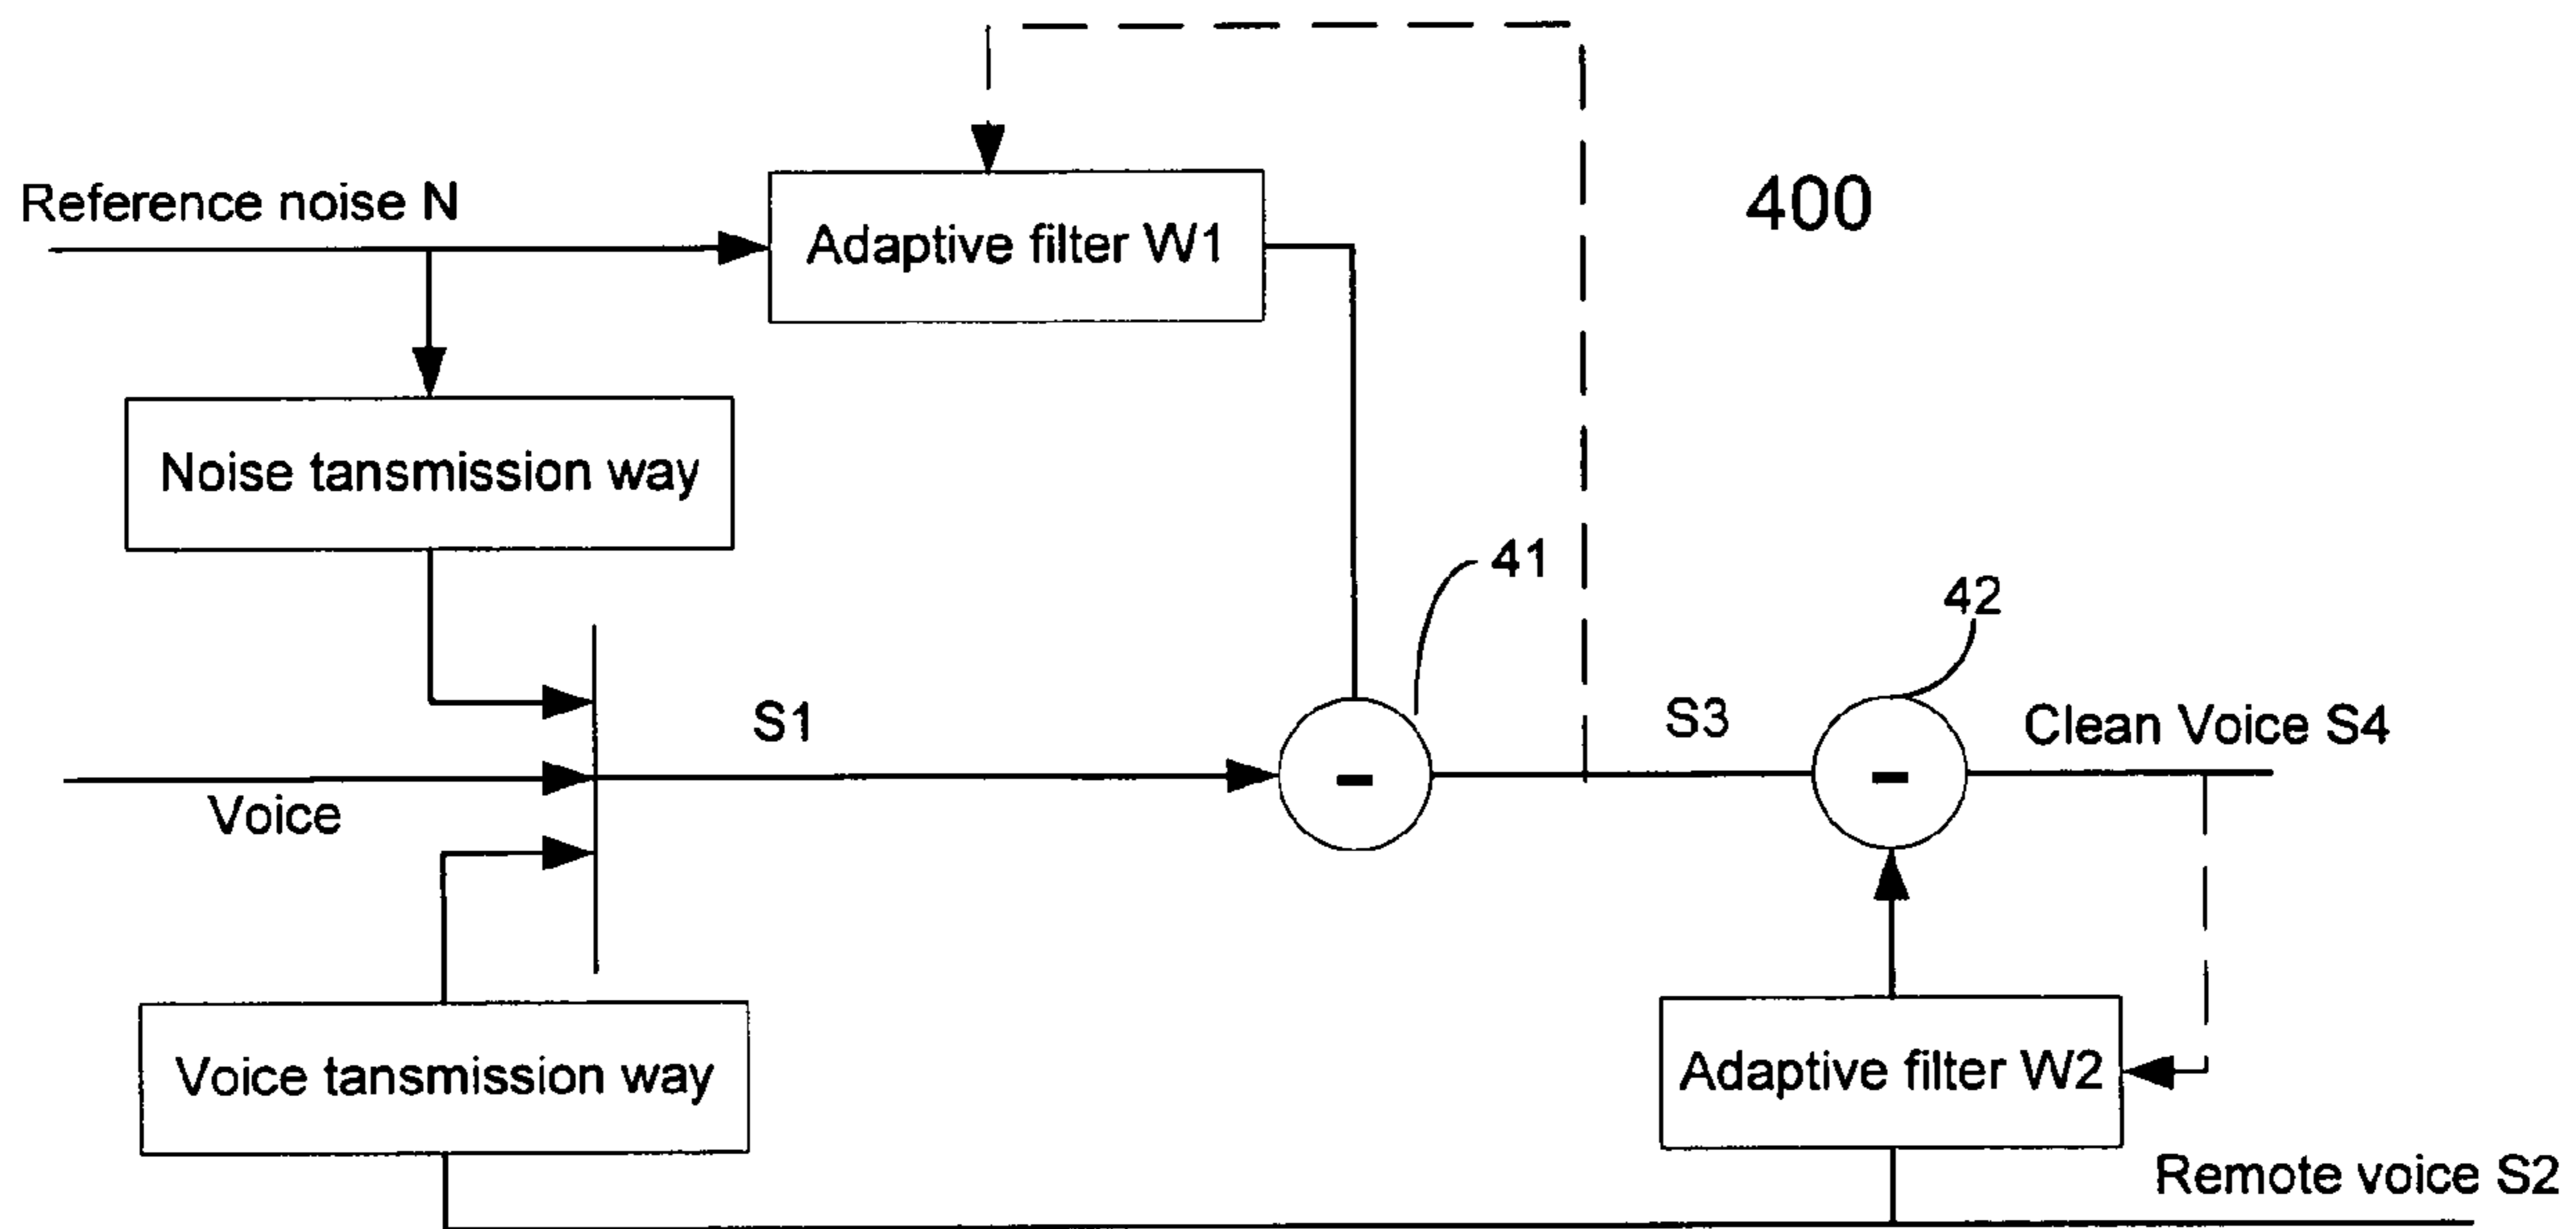 400
Reference noise N
Adaptive filter W1
Noise tansmission way
41
42
S1
S3
Clean Voice S4
Voice
Voice tansmission way
Adaptive filter W2
Remote voice S2